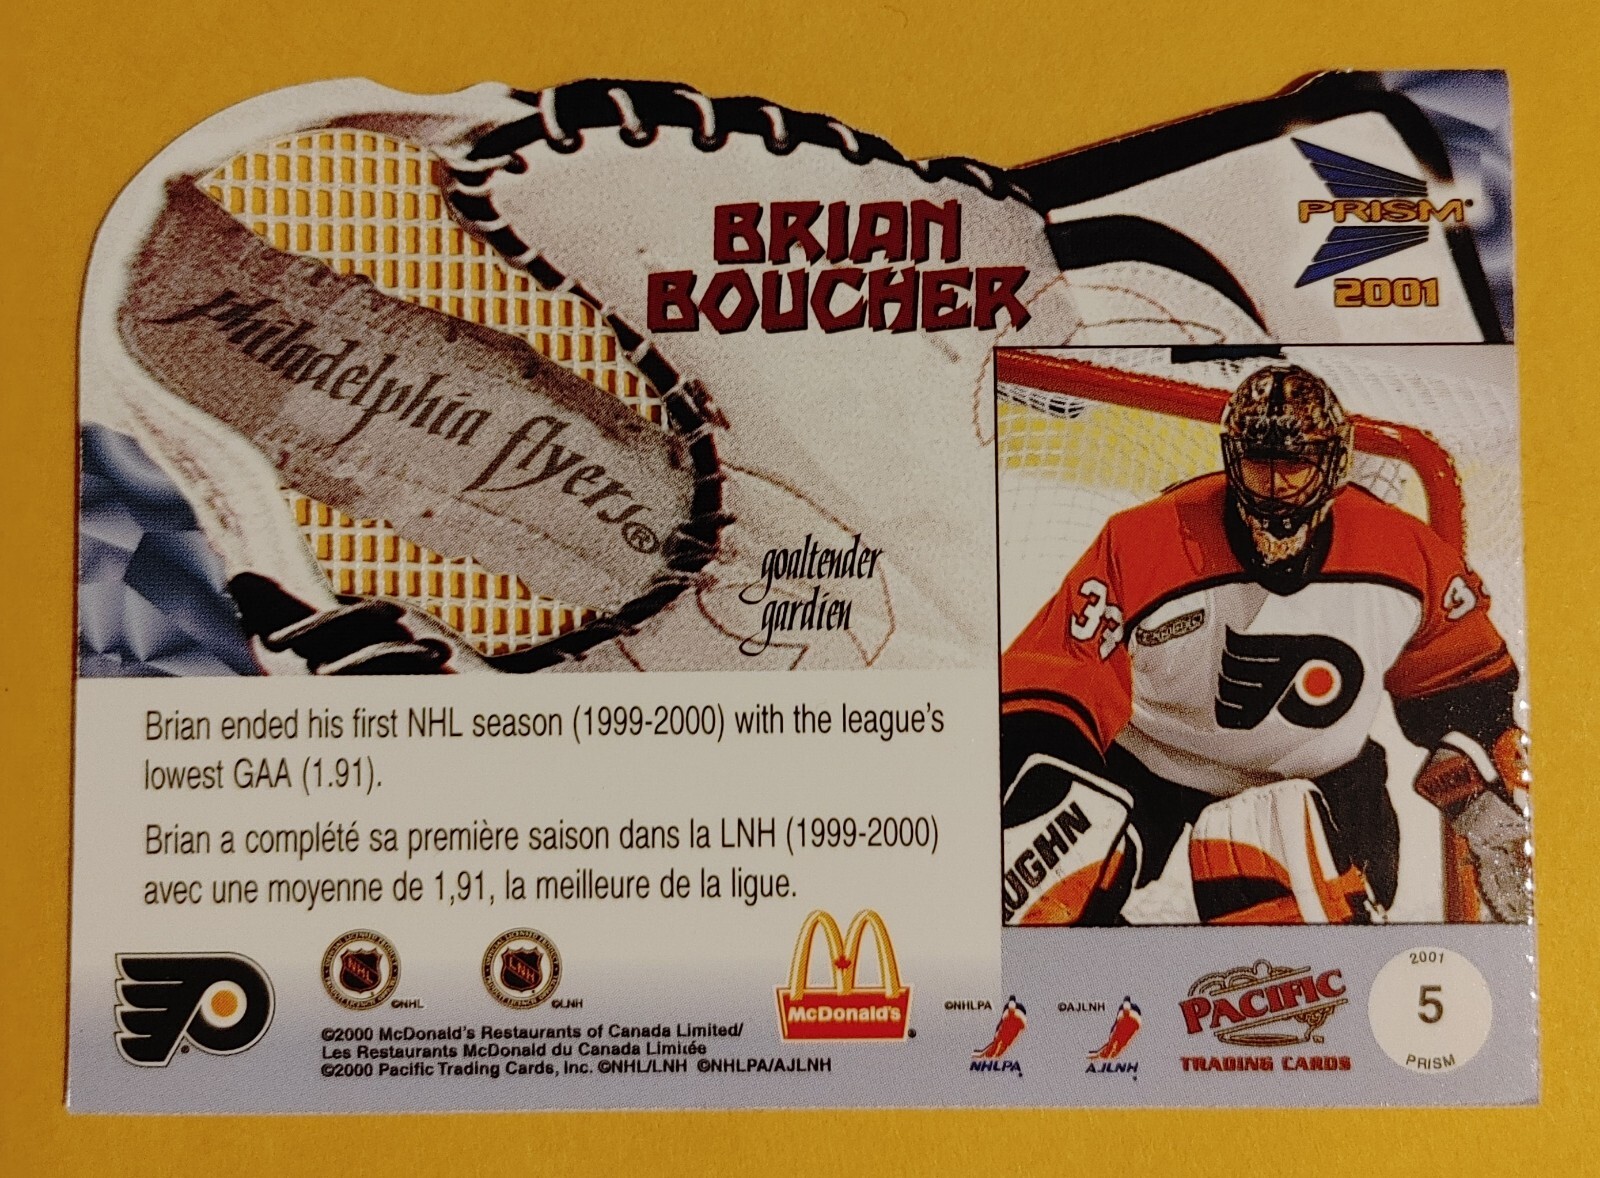 BRIAN
BOUCHER
PRISM
2001
philadelphia flyers®
goaltender
gardien
33
AUGHN
Brian ended his first NHL season (1999-2000) with the league's
lowest GAA (1.91).
Brian a complété sa première saison dans la LNH (1999-2000)
avec une moyenne de 1,91, la meilleure de la ligue.
NHL
©NHL
LNH
©LNH
McDonald's®
©2000 McDonald's Restaurants of Canada Limited/
Les Restaurants McDonald du Canada Limitée
©2000 Pacific Trading Cards, Inc. ©NHL/LNH ©NHLPA/AJLNH
©NHLPA
NHLPA
©AJLNH
AJLNH
PACIFIC
TRADING CARDS
2001
5
PRISM